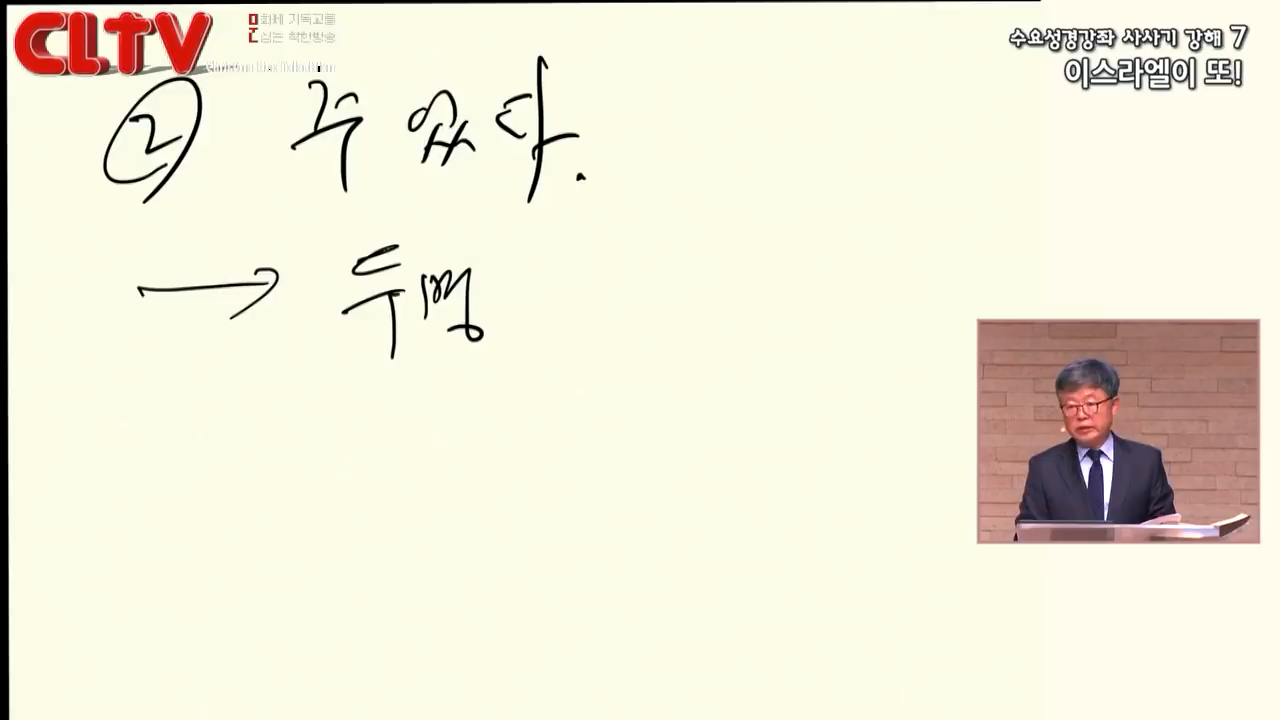 CLTV
수요성경강좌 사사기 강해 7
이스라엘이 또!
② 주었다.
→ 두명